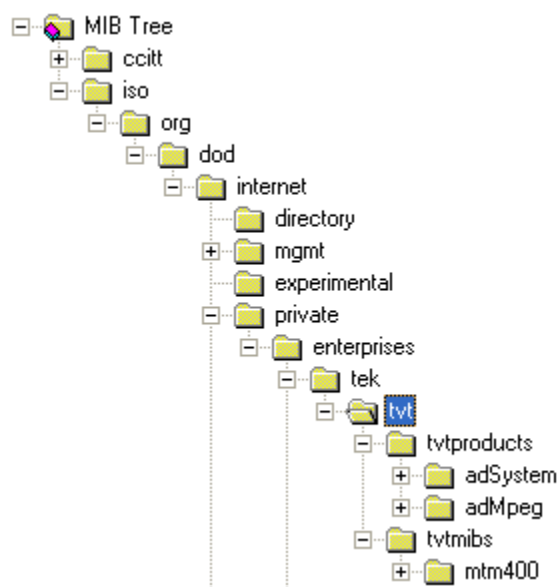 MIB Tree
ccitt
iso
org
dod
internet
directory
mgmt
experimental
private
enterprises
tek
tvt
tvtproducts
adSystem
adMpeg
tvtmibs
mtm400